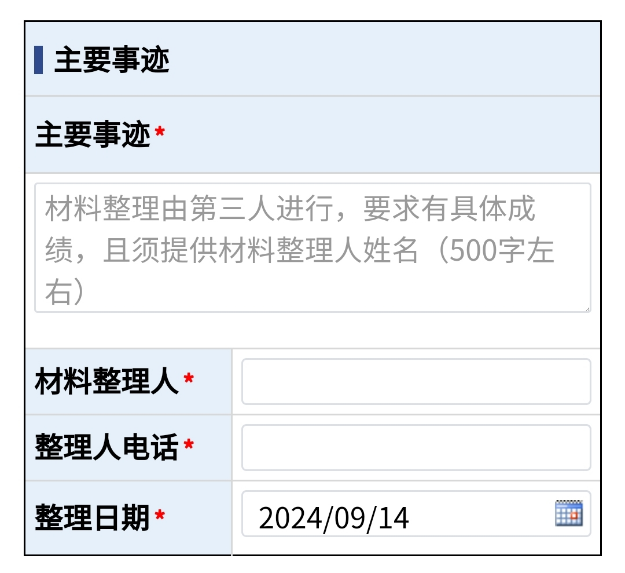 主要事迹
主要事迹*
材料整理由第三人进行，要求有具体成
绩，且须提供材料整理人姓名（500字左
右）
材料整理人*
整理人电话*
整理日期* 2024/09/14